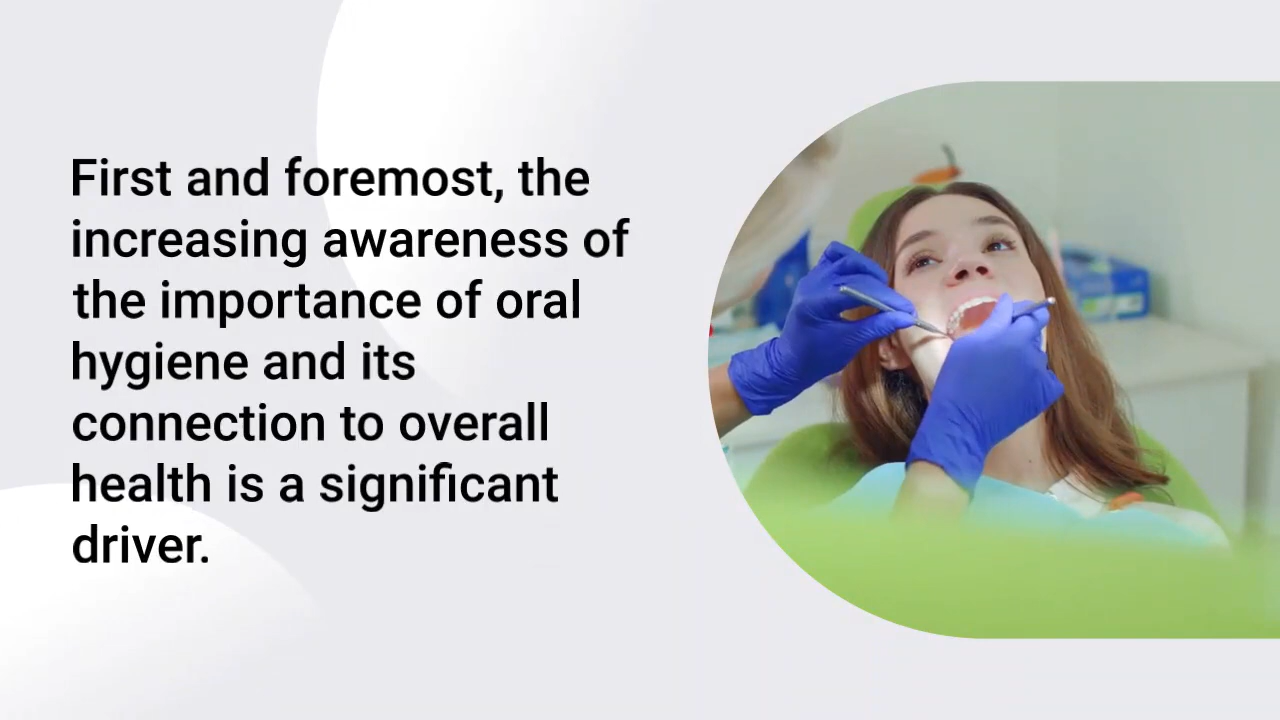 First and foremost, the
increasing awareness of
the importance of oral
hygiene and its
connection to overall
health is a significant
driver.